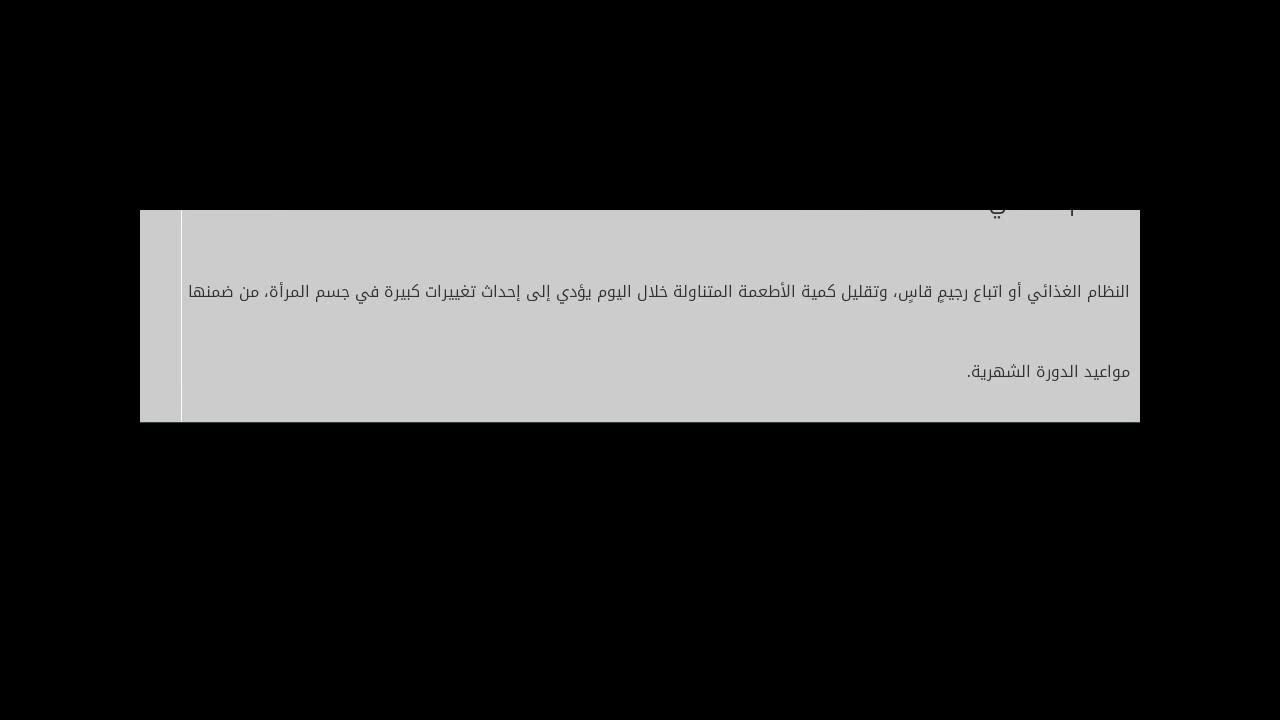 النظام الغذائي أو اتباع رجيمٍ قاسٍ، وتقليل كمية الأطعمة المتناولة خلال اليوم يؤدي إلى إحداث تغييرات كبيرة في جسم المرأة، من ضمنها
مواعيد الدورة الشهرية.